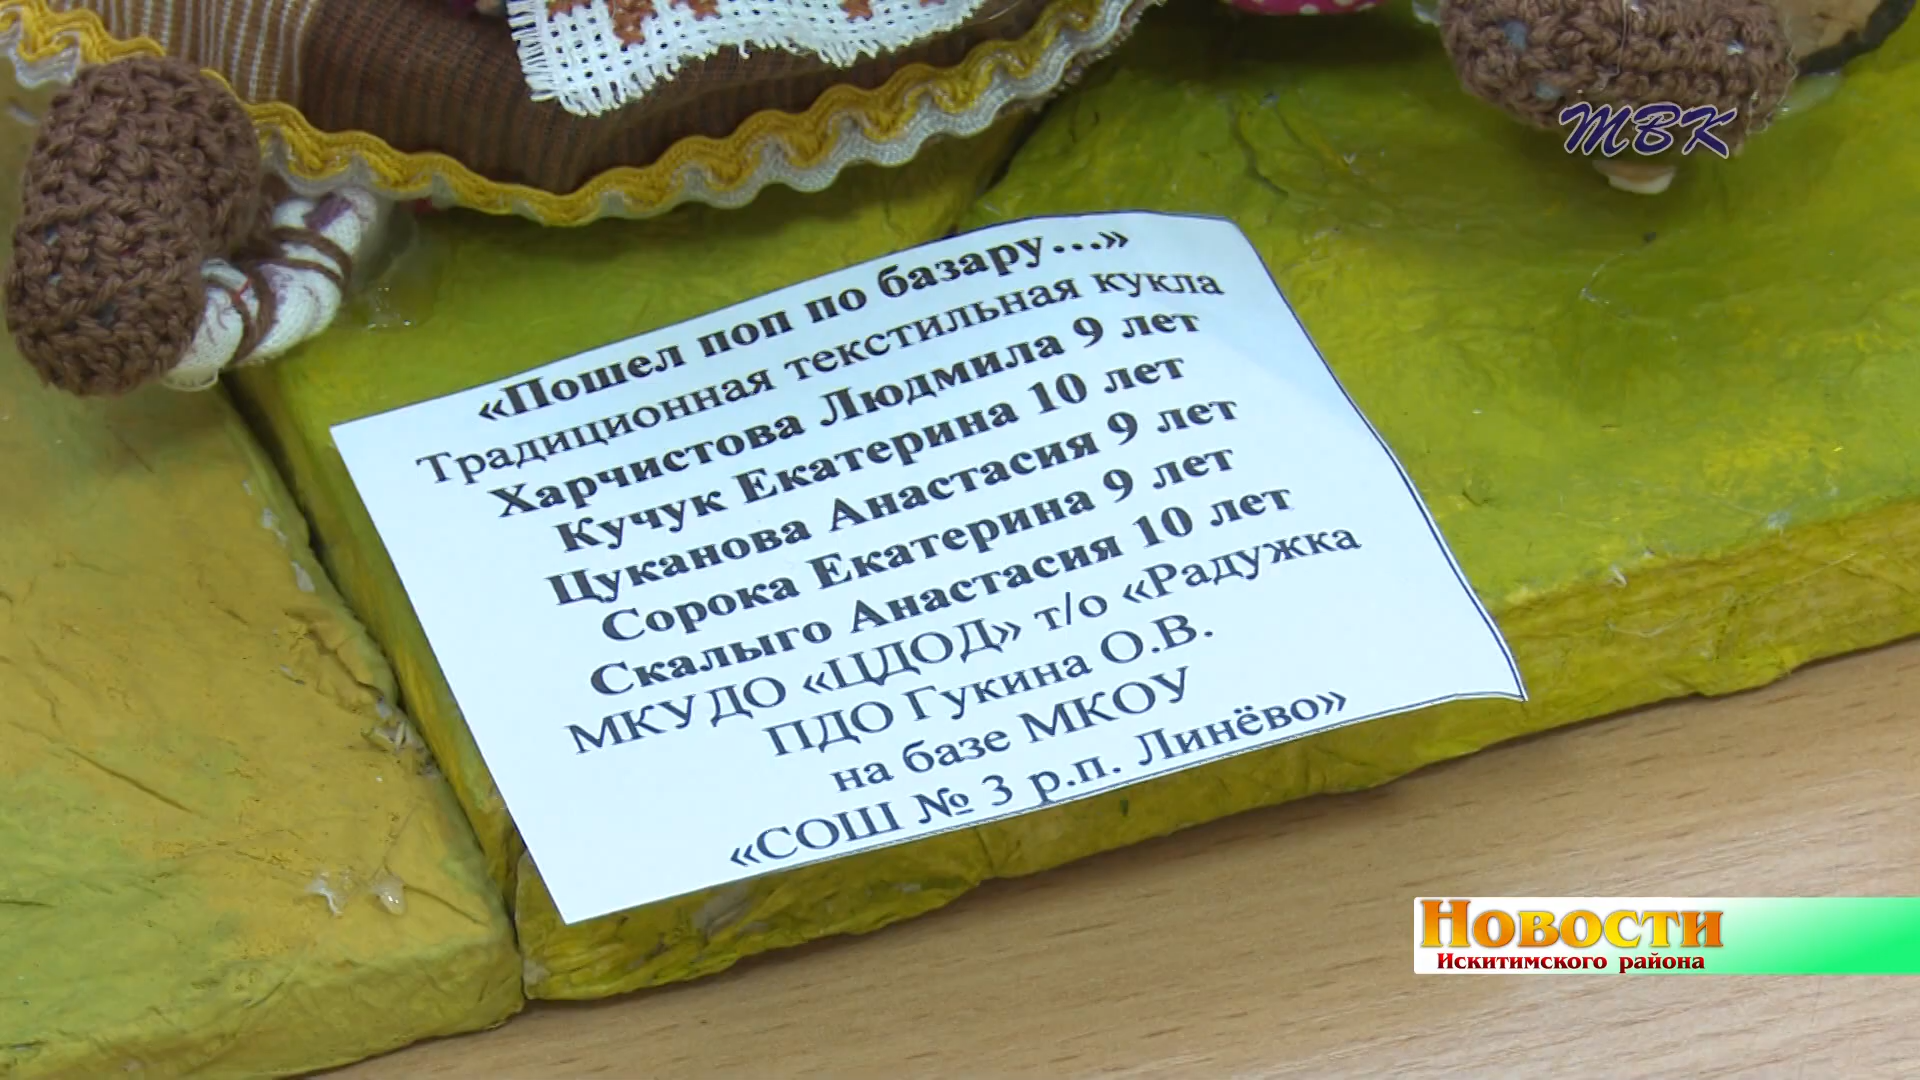 ТВК
«Пошел поп по базару…»
Традиционная текстильная кукла
Харчистова Людмила 9 лет
Кучук Екатерина 10 лет
Цуканова Анастасия 9 лет
Сорока Екатерина 9 лет
Скалыго Анастасия 10 лет
МКУДО «ЦДОД» т/о «Радужка
ПДО Гукина О.В.
на базе МКОУ
«СОШ № 3 р.п. Линёво»
Новости
Искитимского района